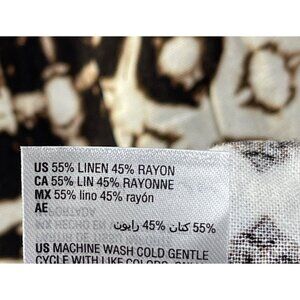 US 55% LINEN 45% RAYON
CA 55% LIN 45% RAYONNE
MX 55% lino 45% rayón
AE
55% كتان 45% رايون
US MACHINE WASH COLD GENTLE
CYCLE WITH LIKE COLORS